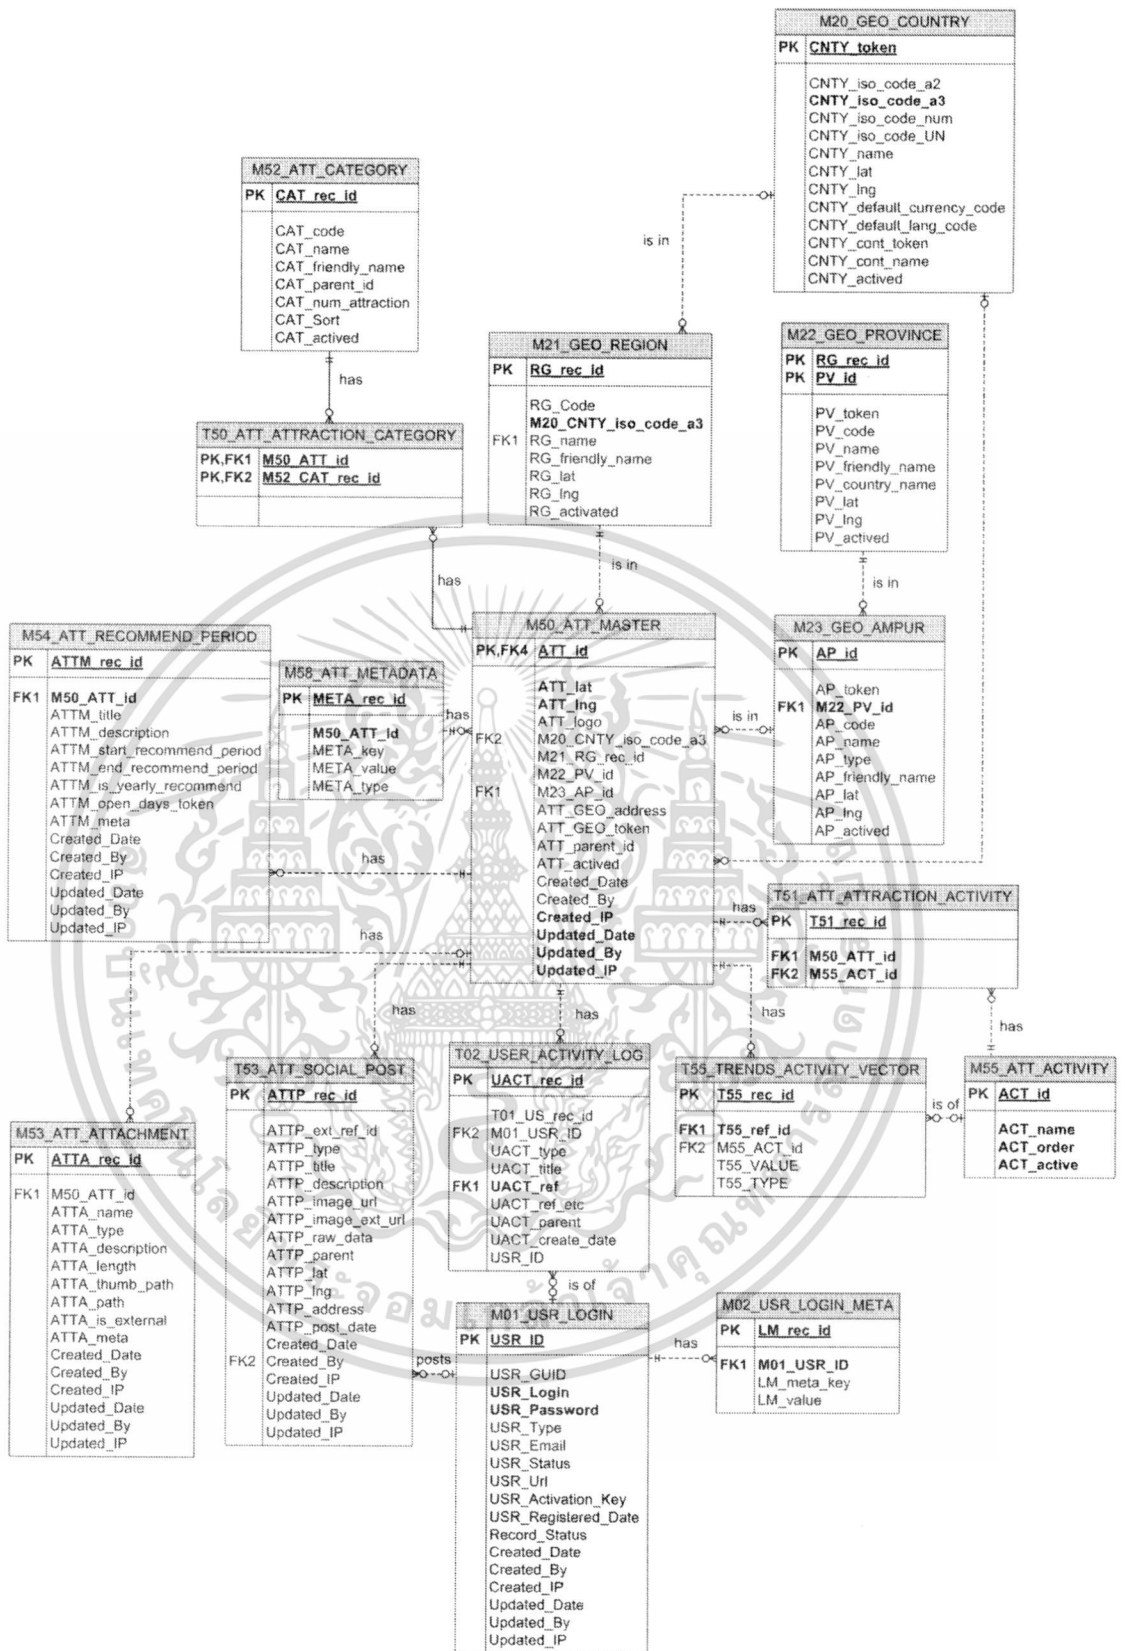 M20_GEO_COUNTRY
PK CNTY_token
CNTY_iso_code_a2
CNTY_iso_code_a3
CNTY_iso_code_num
CNTY_iso_code_UN
CNTY_name
CNTY_lat
CNTY_lng
CNTY_default_currency_code
CNTY_default_lang_code
CNTY_cont_token
CNTY_cont_name
CNTY_actived
M52_ATT_CATEGORY
PK CAT_rec_id
CAT_code
CAT_name
CAT_friendly_name
CAT_parent_id
CAT_num_attraction
CAT_Sort
CAT_actived
is in
has
M21_GEO_REGION
PK RG_rec_id
RG_Code
M20_CNTY_iso_code_a3
FK1 RG_name
RG_friendly_name
RG_lat
RG_lng
RG_activated
M22_GEO_PROVINCE
PK RG_rec_id
PK PV_id
PV_token
PV_code
PV_name
PV_friendly_name
PV_country_name
PV_lat
PV_lng
PV_actived
T50_ATT_ATTRACTION_CATEGORY
PK,FK1 M50_ATT_id
PK,FK2 M52_CAT_rec_id
has
is in
is in
M54_ATT_RECOMMEND_PERIOD
PK ATTM_rec_id
FK1 M50_ATT_id
ATTM_title
ATTM_description
ATTM_start_recommend_period
ATTM_end_recommend_period
ATTM_is_yearly_recommend
ATTM_open_days_token
ATTM_meta
Created_Date
Created_By
Created_IP
Updated_Date
Updated_By
Updated_IP
M58_ATT_METADATA
PK META_rec_id
M50_ATT_id
META_key
META_value
META_type
has
M50_ATT_MASTER
PK,FK4 ATT_id
ATT_lat
ATT_lng
ATT_logo
FK2 M20_CNTY_iso_code_a3
M21_RG_rec_id
M22_PV_id
FK1 M23_AP_id
ATT_GEO_address
ATT_GEO_token
ATT_parent_id
ATT_actived
Created_Date
Created_By
Created_IP
Updated_Date
Updated_By
Updated_IP
is in
M23_GEO_AMPUR
PK AP_id
AP_token
FK1 M22_PV_id
AP_code
AP_name
AP_type
AP_friendly_name
AP_lat
AP_lng
AP_actived
has
has
has
T51_ATT_ATTRACTION_ACTIVITY
PK T51_rec_id
FK1 M50_ATT_id
FK2 M55_ACT_id
has
has
has
has
T53_ATT_SOCIAL_POST
PK ATTP_rec_id
ATTP_ext_ref_id
ATTP_type
ATTP_title
ATTP_description
ATTP_image_url
ATTP_image_ext_url
ATTP_raw_data
ATTP_parent
ATTP_lat
ATTP_lng
ATTP_address
ATTP_post_date
Created_Date
FK2 Created_By
Created_IP
Updated_Date
Updated_By
Updated_IP
T02_USER_ACTIVITY_LOG
PK UACT_rec_id
T01_US_rec_id
FK2 M01_USR_ID
UACT_type
UACT_title
FK1 UACT_ref
UACT_ref_etc
UACT_parent
UACT_create_date
USR_ID
T55_TRENDS_ACTIVITY_VECTOR
PK T55_rec_id
FK1 T55_ref_id
FK2 M55_ACT_id
T55_VALUE
T55_TYPE
is of
M55_ATT_ACTIVITY
PK ACT_id
ACT_name
ACT_order
ACT_active
M53_ATT_ATTACHMENT
PK ATTA_rec_id
FK1 M50_ATT_id
ATTA_name
ATTA_type
ATTA_description
ATTA_length
ATTA_thumb_path
ATTA_path
ATTA_is_external
ATTA_meta
Created_Date
Created_By
Created_IP
Updated_Date
Updated_By
Updated_IP
is of
posts
M01_USR_LOGIN
PK USR_ID
USR_GUID
USR_Login
USR_Password
USR_Type
USR_Email
USR_Status
USR_Url
USR_Activation_Key
USR_Registered_Date
Record_Status
Created_Date
Created_By
Created_IP
Updated_Date
Updated_By
Updated_IP
has
M02_USR_LOGIN_META
PK LM_rec_id
FK1 M01_USR_ID
LM_meta_key
LM_value